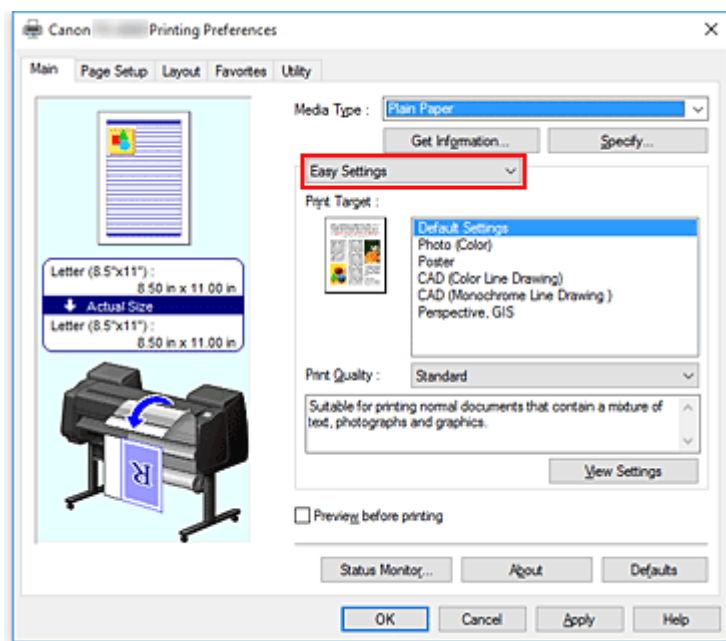 Canon Printing Preferences
Main Page Setup Layout Favorites Utility
Media Type : Plain Paper
Get Information... Specify...
Easy Settings
Print Target :
Default Settings
Photo (Color)
Poster
CAD (Color Line Drawing)
CAD (Monochrome Line Drawing )
Perspective, GIS
Letter (8.5"x11") :
8.50 in x 11.00 in
Actual Size
Letter (8.5"x11") :
8.50 in x 11.00 in
R
Print Quality : Standard
Suitable for printing normal documents that contain a mixture of
text, photographs and graphics.
View Settings
Preview before printing
Status Monitor... About Defaults
OK Cancel Apply Help